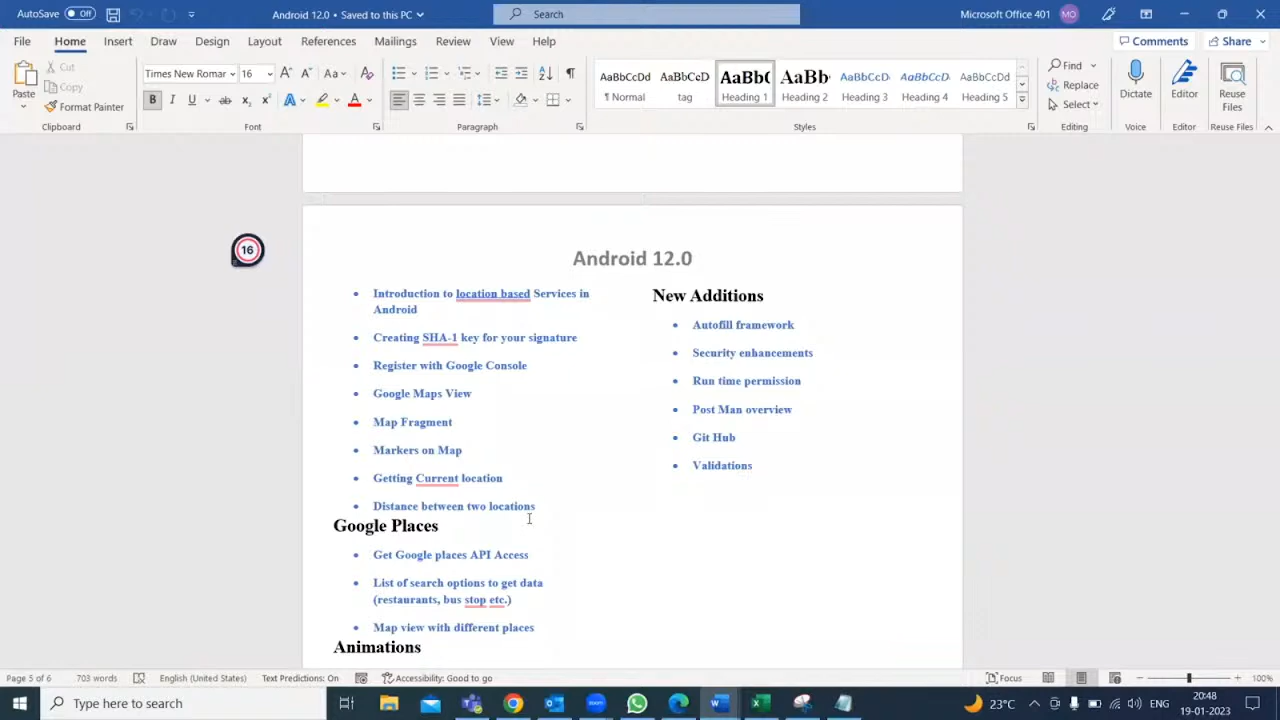 AutoSave Off
Android 12.0 • Saved to this PC
Search
Microsoft Office 401
MO
File Home Insert Draw Design Layout References Mailings Review View Help
Comments
Share
Paste
Cut
Copy
Format Painter
Clipboard
Times New Roman
16
Font
Paragraph
AaBbCcDd
¶ Normal
AaBbCcD
tag
AaBb(
Heading 1
AaBb
Heading 2
AaBbCcD
Heading 3
AaBbCcD
Heading 4
AaBbCcDd
Heading 5
Styles
Find
Replace
Select
Editing
Dictate
Voice
Editor
Editor
Reuse
Files
Reuse Files
16
Android 12.0
Introduction to location based Services in
Android
Creating SHA-1 key for your signature
Register with Google Console
Google Maps View
Map Fragment
Markers on Map
Getting Current location
Distance between two locations
Google Places
Get Google places API Access
List of search options to get data
(restaurants, bus stop etc.)
Map view with different places
Animations
New Additions
Autofill framework
Security enhancements
Run time permission
Post Man overview
Git Hub
Validations
Page 5 of 6
703 words
English (United States)
Text Predictions: On
Accessibility: Good to go
Focus
100%
Type here to search
23°C
ENG
20:48
19-01-2023